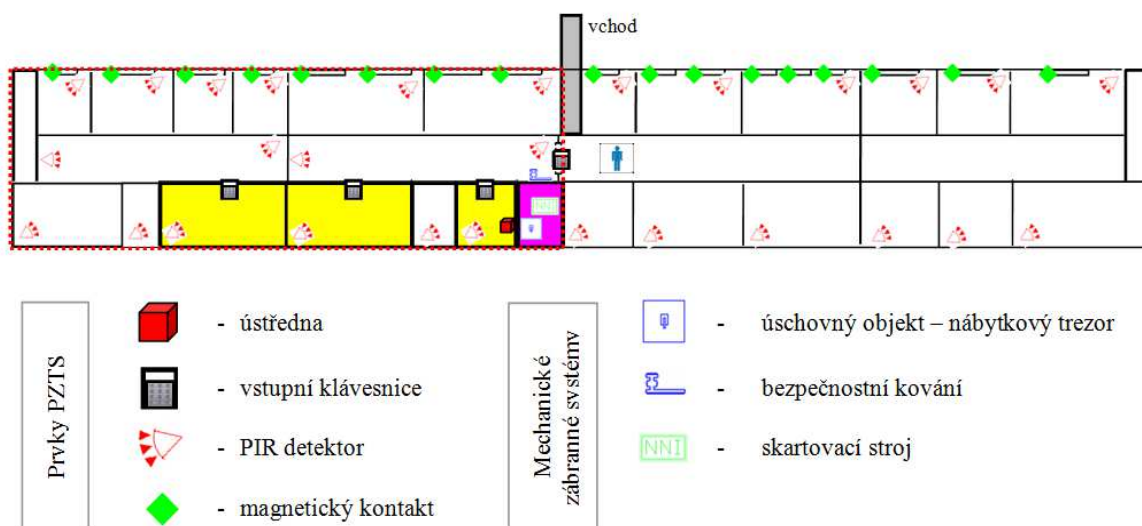 vchod
Prvky PZTS
- ústředna
- vstupní klávesnice
- PIR detektor
- magnetický kontakt
Mechanické
zábranné systémy
- úschovný objekt – nábytkový trezor
- bezpečnostní kování
NNI - skartovací stroj